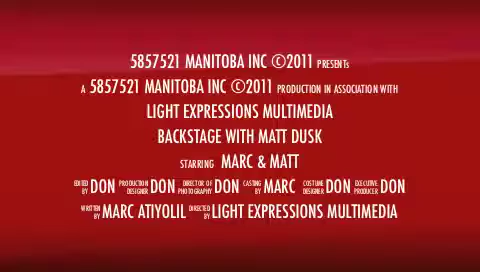 5857521 MANITOBA INC ©2011 PRESENTs
A 5857521 MANITOBA INC ©2011 PRODUCTION IN ASSOCIATION WITH
LIGHT EXPRESSIONS MULTIMEDIA
BACKSTAGE WITH MATT DUSK
STARRING MARC & MATT
EDITED BY DON PRODUCTION DESIGNER DON DIRECTOR OF PHOTOGRAPHY DON CASTING BY MARC COSTUME DESIGNER DON EXECUTIVE PRODUCER DON
WRITTEN BY MARC ATIYOLIL DIRECTED BY LIGHT EXPRESSIONS MULTIMEDIA